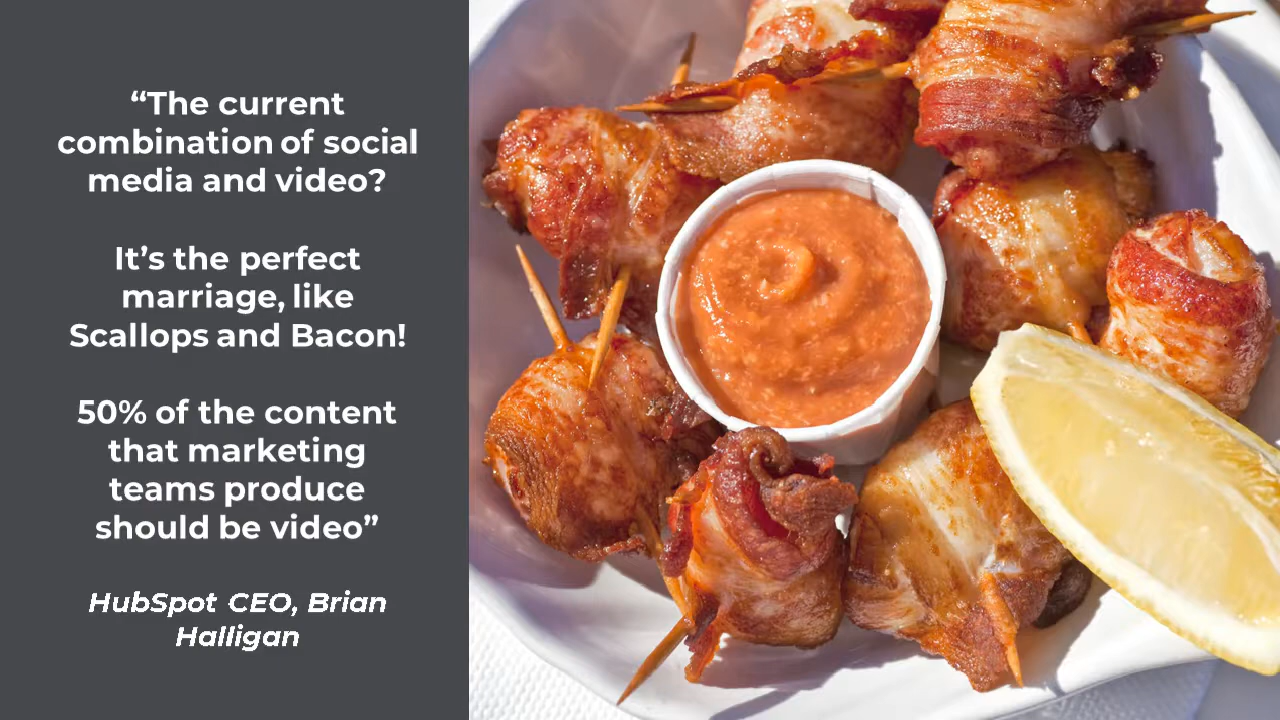 “The current
combination of social
media and video?
It’s the perfect
marriage, like
Scallops and Bacon!
50% of the content
that marketing
teams produce
should be video”
HubSpot CEO, Brian
Halligan